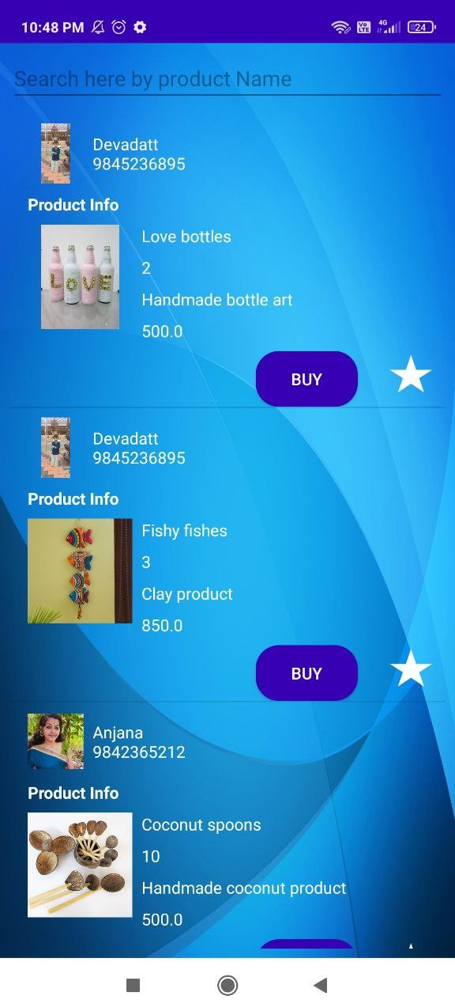 10:48 PM
Vo LTE
4G
24
Search here by product Name
Devadatt
9845236895
Product Info
LOVE
Love bottles
2
Handmade bottle art
500.0
BUY
Devadatt
9845236895
Product Info
Fishy fishes
3
Clay product
850.0
BUY
Anjana
9842365212
Product Info
Coconut spoons
10
Handmade coconut product
500.0